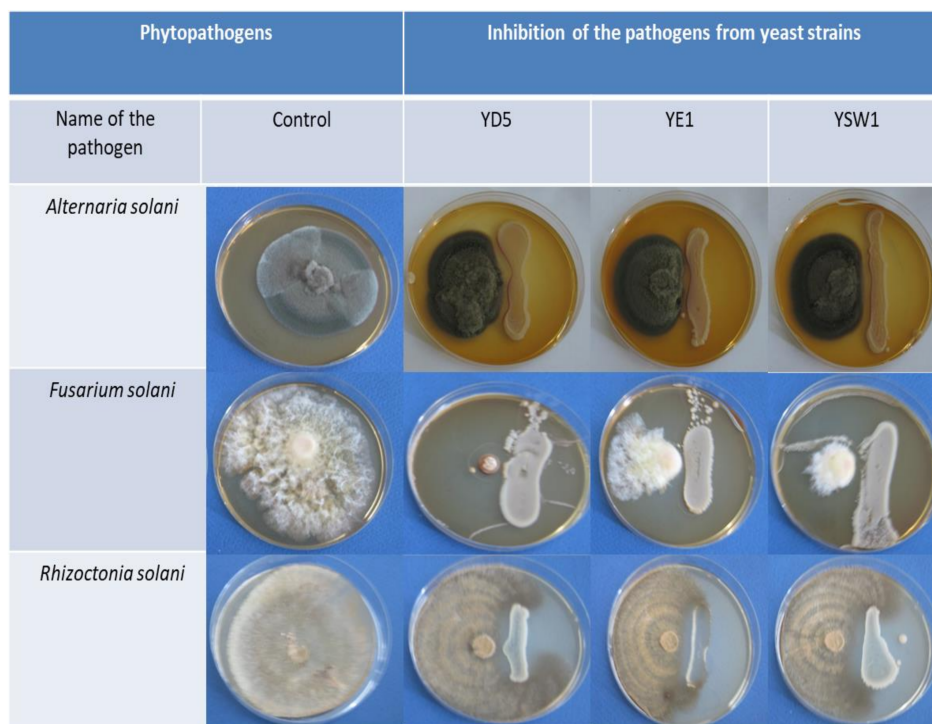 Phytopathogens
Inhibition of the pathogens from yeast strains
Name of the
pathogen
Control
YD5
YE1
YSW1
Alternaria solani
Fusarium solani
Rhizoctonia solani